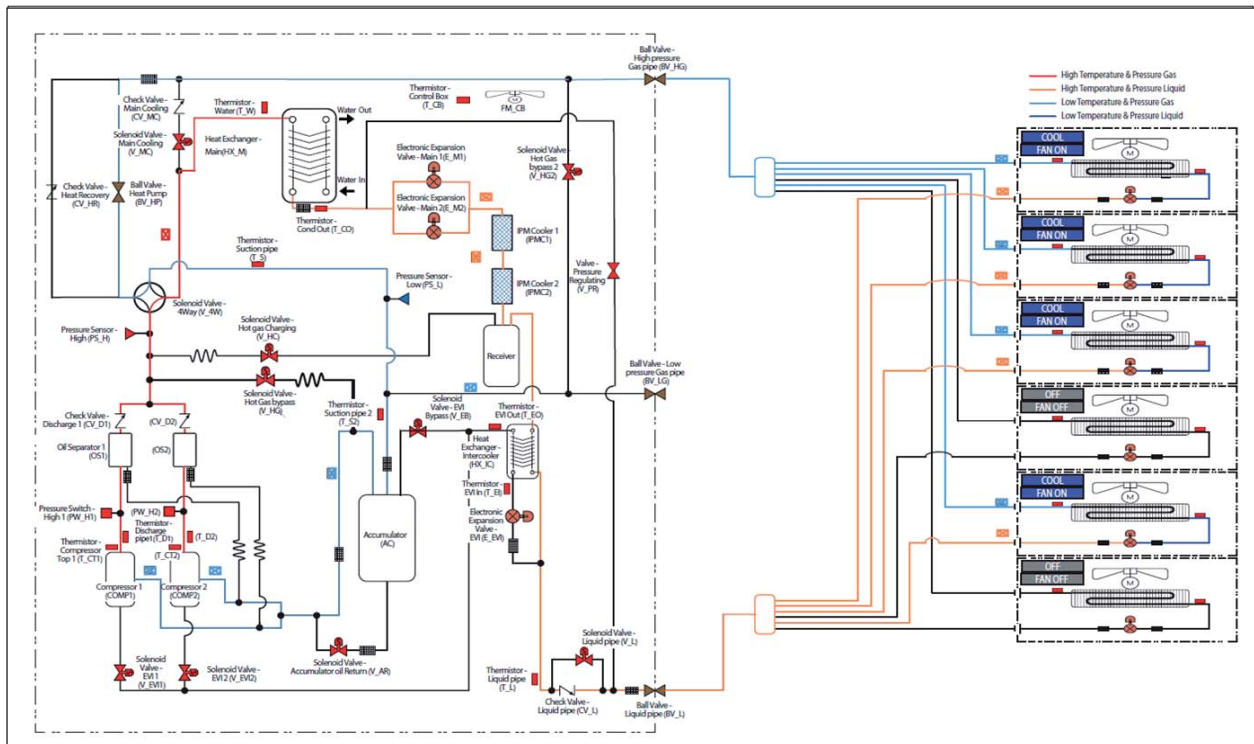 Ball Valve -
High pressure
Gas pipe (BV_HG)
Check Valve -
Main Cooling
(CV_MC)
Solenoid Valve -
Main Cooling
(V_MC)
Thermistor -
Water (T_W)
Heat Exchanger -
Main(HX_M)
Water Out
Water In
Thermistor -
Control Box
(T_CB)
FM_CB
Electronic Expansion
Valve - Main 1(E_M1)
Electronic Expansion
Valve - Main 2(E_M2)
Solenoid Valve -
Hot Gas
bypass 2
(V_HG2)
Check Valve -
Heat Recovery
(CV_HR)
Ball Valve -
Heat Pump
(BV_HP)
Thermistor -
Cond Out (T_CO)
IPM Cooler 1
(IPMC1)
IPM Cooler 2
(IPMC2)
Thermistor -
Suction pipe
(T_S)
Pressure Sensor -
Low (PS_L)
Valve -
Pressure
Regulating
(V_PR)
Solenoid Valve -
4Way (V_4W)
Pressure Sensor -
High (PS_H)
Solenoid Valve -
Hot gas Charging
(V_HC)
Receiver
Solenoid Valve -
Hot Gas bypass
(V_HG)
Ball Valve - Low
pressure Gas pipe
(BV_LG)
Check Valve -
Discharge 1 (CV_D1)
(CV_D2)
Thermistor -
Suction pipe 2
(T_S2)
Solenoid
Valve - EVI
Bypass (V_EB)
Thermistor -
EVI Out (T_EO)
Oil Separator 1
(OS1)
(OS2)
Heat
Exchanger -
Intercooler
(HX_IC)
Thermistor -
EVI In (T_EI)
Pressure Switch -
High 1 (PW_H1)
(PW_H2)
Thermistor-
Discharge
pipe1(T_D1)
(T_D2)
Electronic
Expansion
Valve -
EVI (E_EVI)
Accumulator
(AC)
Thermistor -
Compressor
Top 1 (T_CT1)
(T_CT2)
Compressor 1
(COMP1)
Compressor 2
(COMP2)
Solenoid
Valve -
EVI 1
(V_EVI1)
Solenoid Valve -
EVI 2 (V_EVI2)
Solenoid Valve -
Accumulator oil Return (V_AR)
Thermistor -
Liquid pipe
(T_L)
Solenoid Valve -
Liquid pipe (V_L)
Check Valve -
Liquid pipe (CV_L)
Ball Valve -
Liquid pipe (BV_L)
High Temperature & Pressure Gas
High Temperature & Pressure Liquid
Low Temperature & Pressure Gas
Low Temperature & Pressure Liquid
COOL
FAN ON
M
COOL
FAN ON
M
COOL
FAN ON
M
OFF
FAN OFF
M
COOL
FAN ON
M
OFF
FAN OFF
M